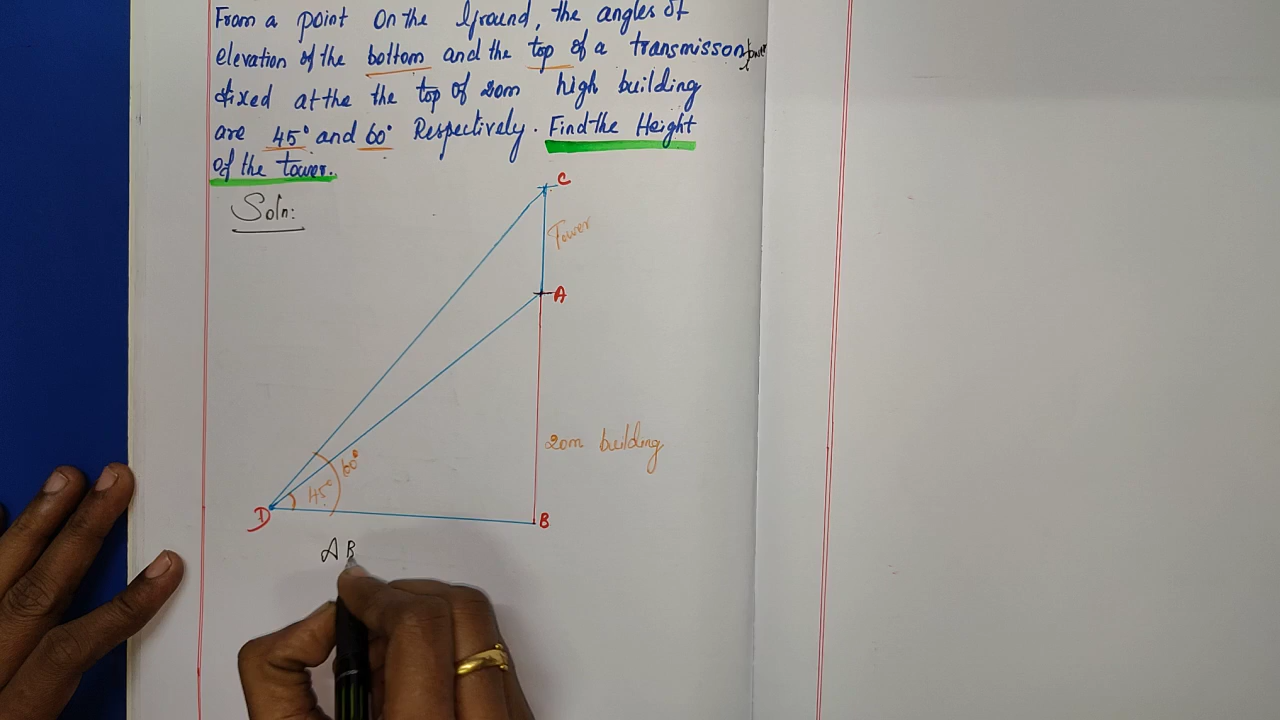 From a point on the Ground, the angles of
elevation of the bottom and the top of a transmisson tower
fixed at the the top of 20m high building
are 45° and 60° Respectively. Find the Height
of the tower.
Soln:
C
Tower
A
20m building
60°
45°
D
B
AB